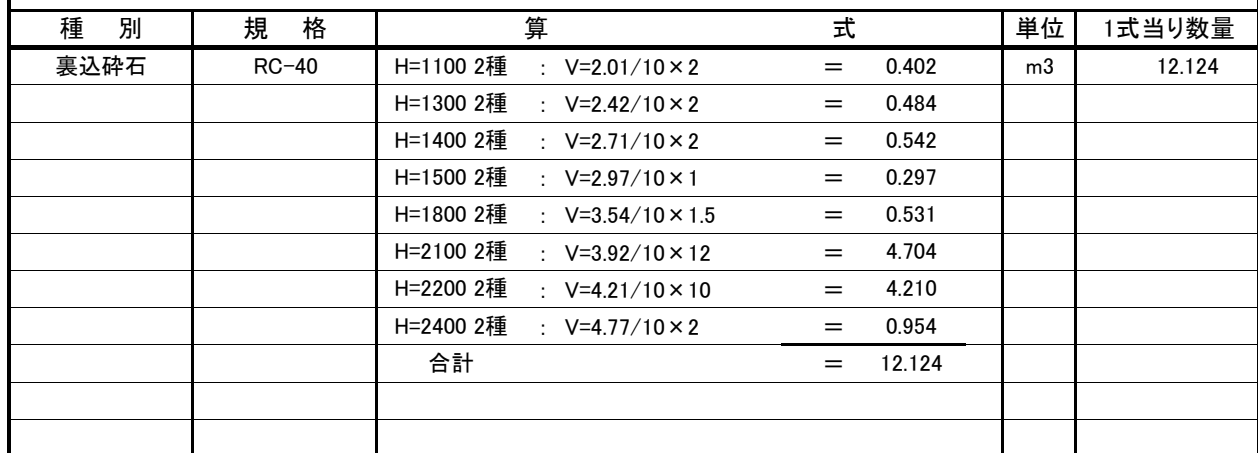 種 別 規 格 算 式 単位 1式当り数量
裏込砕石 RC-40 H=1100 2種 : V=2.01/10×2 = 0.402 m3 12.124
H=1300 2種 : V=2.42/10×2 = 0.484
H=1400 2種 : V=2.71/10×2 = 0.542
H=1500 2種 : V=2.97/10×1 = 0.297
H=1800 2種 : V=3.54/10×1.5 = 0.531
H=2100 2種 : V=3.92/10×12 = 4.704
H=2200 2種 : V=4.21/10×10 = 4.210
H=2400 2種 : V=4.77/10×2 = 0.954
合計 = 12.124